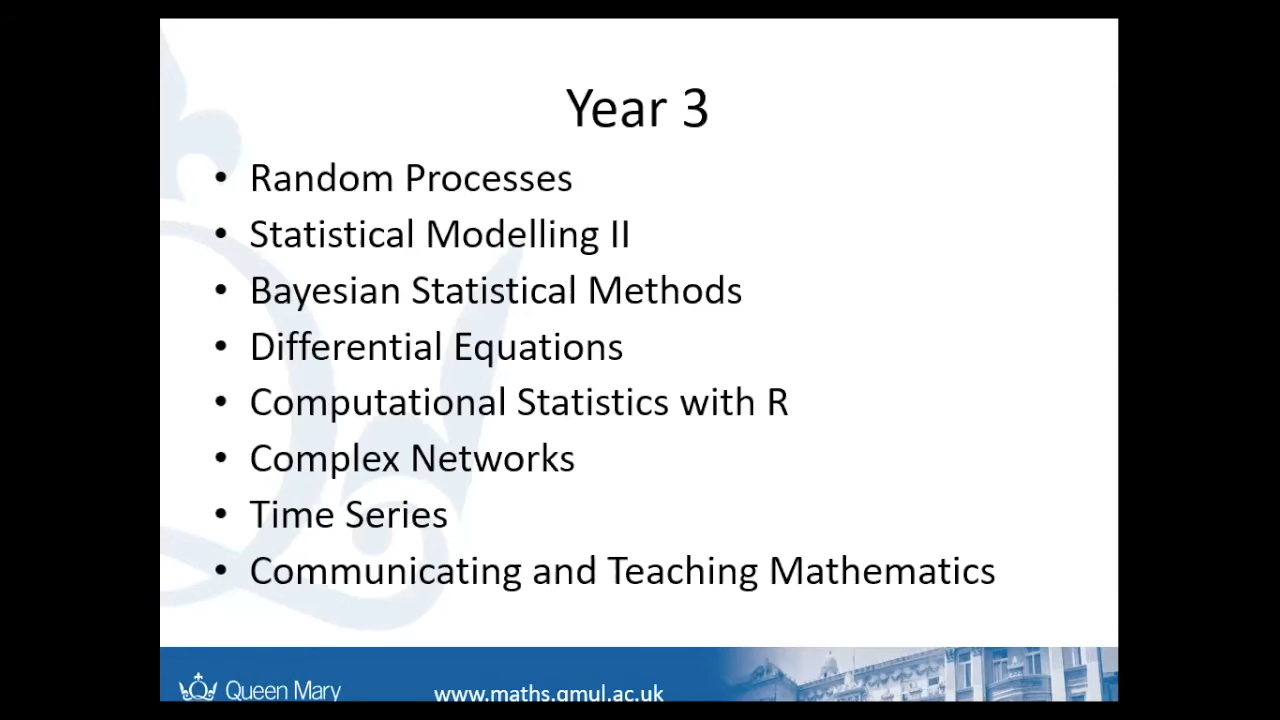 Year 3
• Random Processes
• Statistical Modelling II
• Bayesian Statistical Methods
• Differential Equations
• Computational Statistics with R
• Complex Networks
• Time Series
• Communicating and Teaching Mathematics
Queen Mary
www.maths.qmul.ac.uk